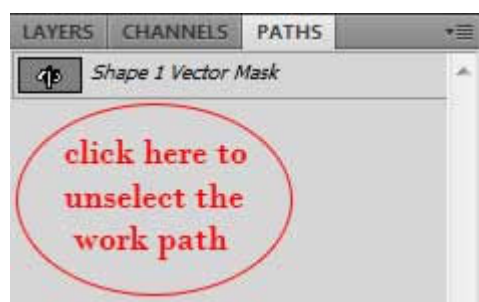 LAYERS CHANNELS PATHS
Shape 1 Vector Mask
click here to
unselect the
work path